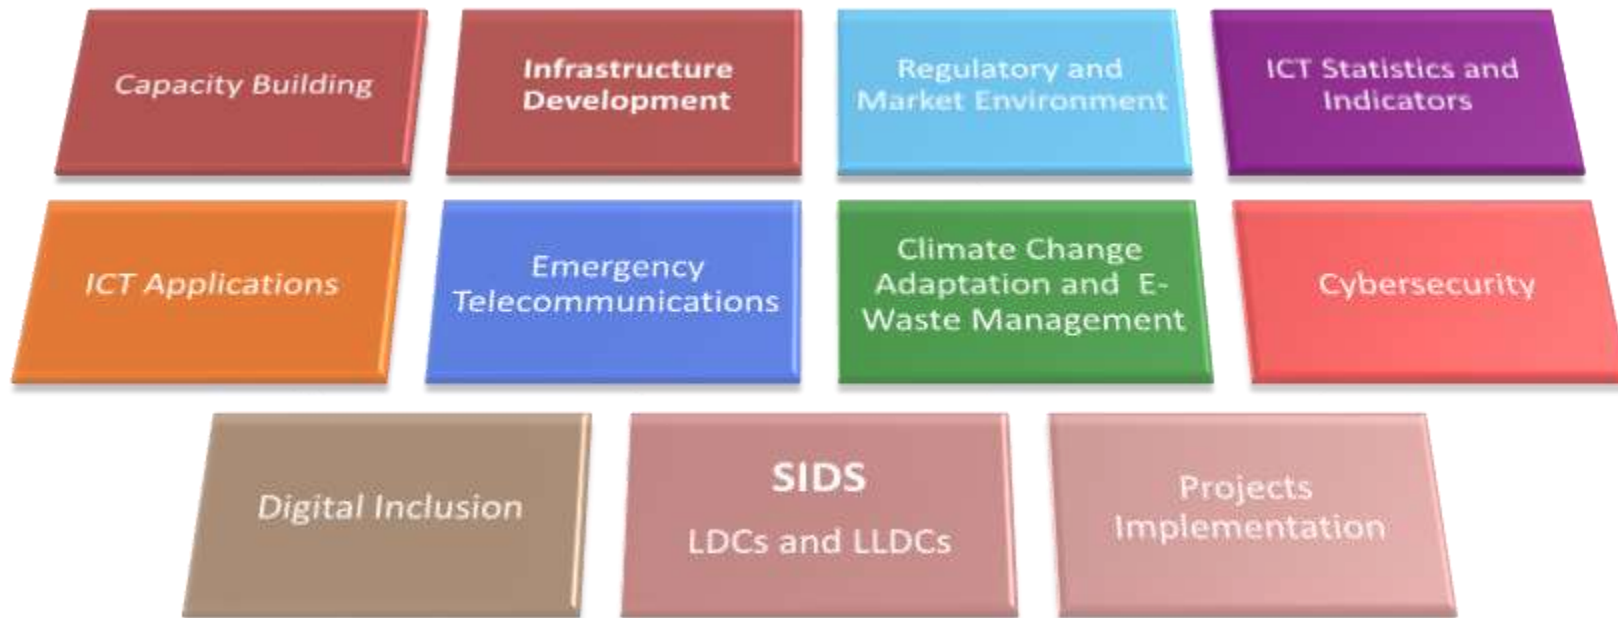 Capacity Building
Infrastructure
Development
Regulatory and
Market Environment
ICT Statistics and
Indicators
ICT Applications
Emergency
Telecommunications
Climate Change
Adaptation and E-
Waste Management
Cybersecurity
Digital Inclusion
SIDS
LDCs and LLDCs
Projects
Implementation